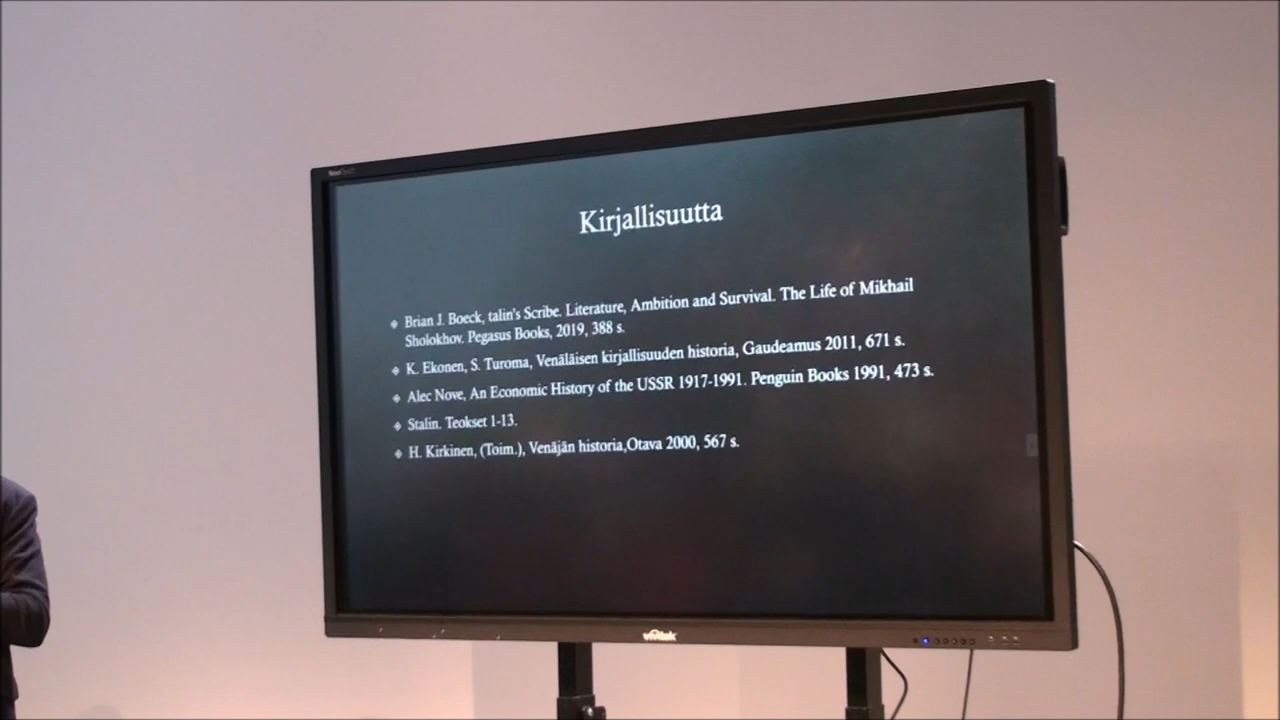 Kirjallisuutta
Brian J. Boeck, talin's Scribe. Literature, Ambition and Survival. The Life of Mikhail
Sholokhov. Pegasus Books, 2019, 388 s.
K. Ekonen, S. Turoma, Venäläisen kirjallisuuden historia, Gaudeamus 2011, 671 s.
Alec Nove, An Economic History of the USSR 1917-1991. Penguin Books 1991, 473 s.
Stalin. Teokset 1-13.
H. Kirkinen, (Toim.), Venäjän historia,Otava 2000, 567 s.
vivitek